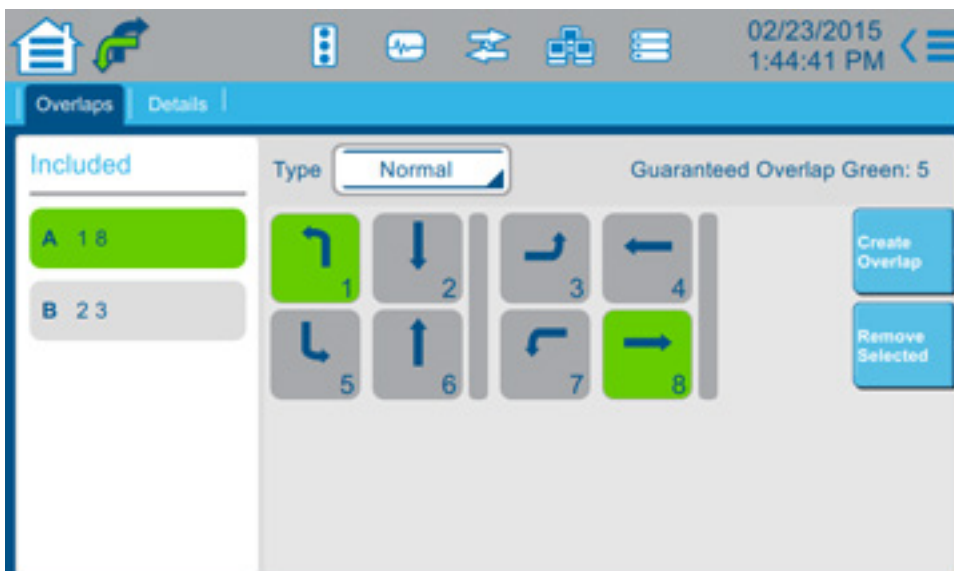 02/23/2015
1:44:41 PM
Overlaps Details
Included
Type Normal Guaranteed Overlap Green: 5
A 1 8
B 2 3
1 2 3 4
5 6 7 8
Create
Overlap
Remove
Selected